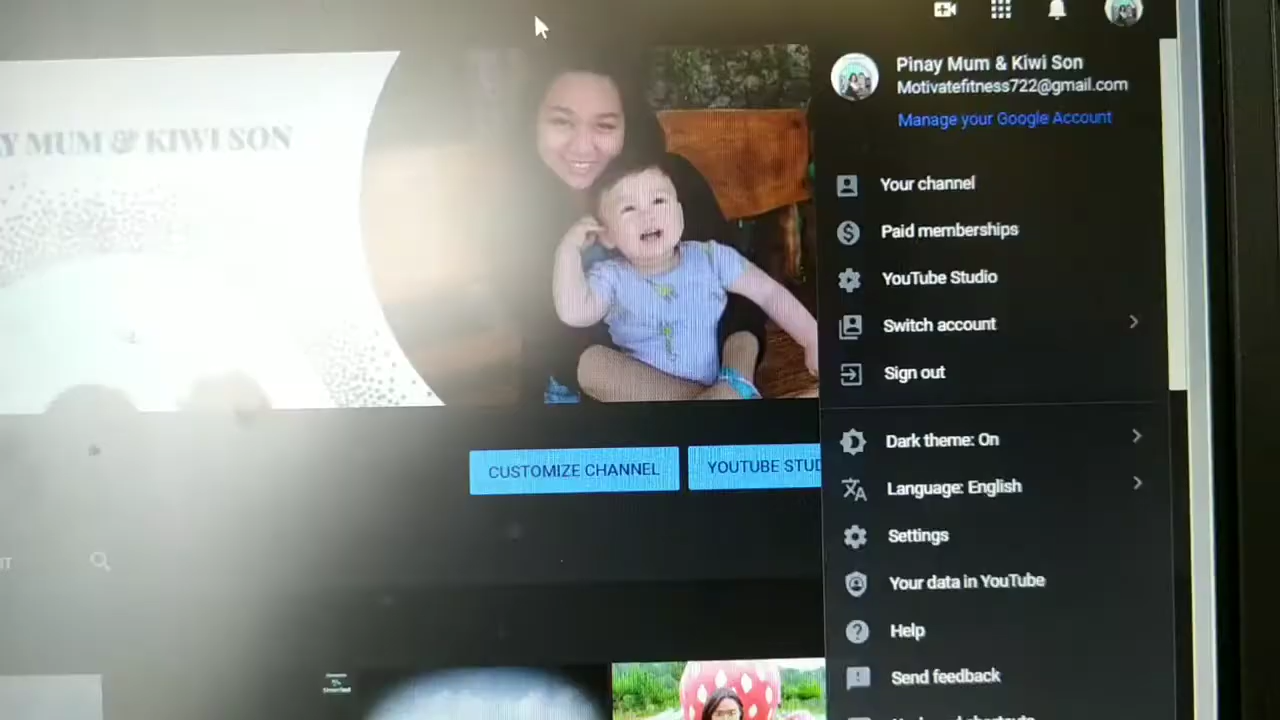 Pinay Mum & Kiwi Son
Motivatefitness722@gmail.com
Manage your Google Account
Y MUM & KIWI SON
Your channel
Paid memberships
YouTube Studio
Switch account
Sign out
Dark theme: On
CUSTOMIZE CHANNEL
YOUTUBE STUD
Language: English
Settings
Your data in YouTube
Help
Send feedback